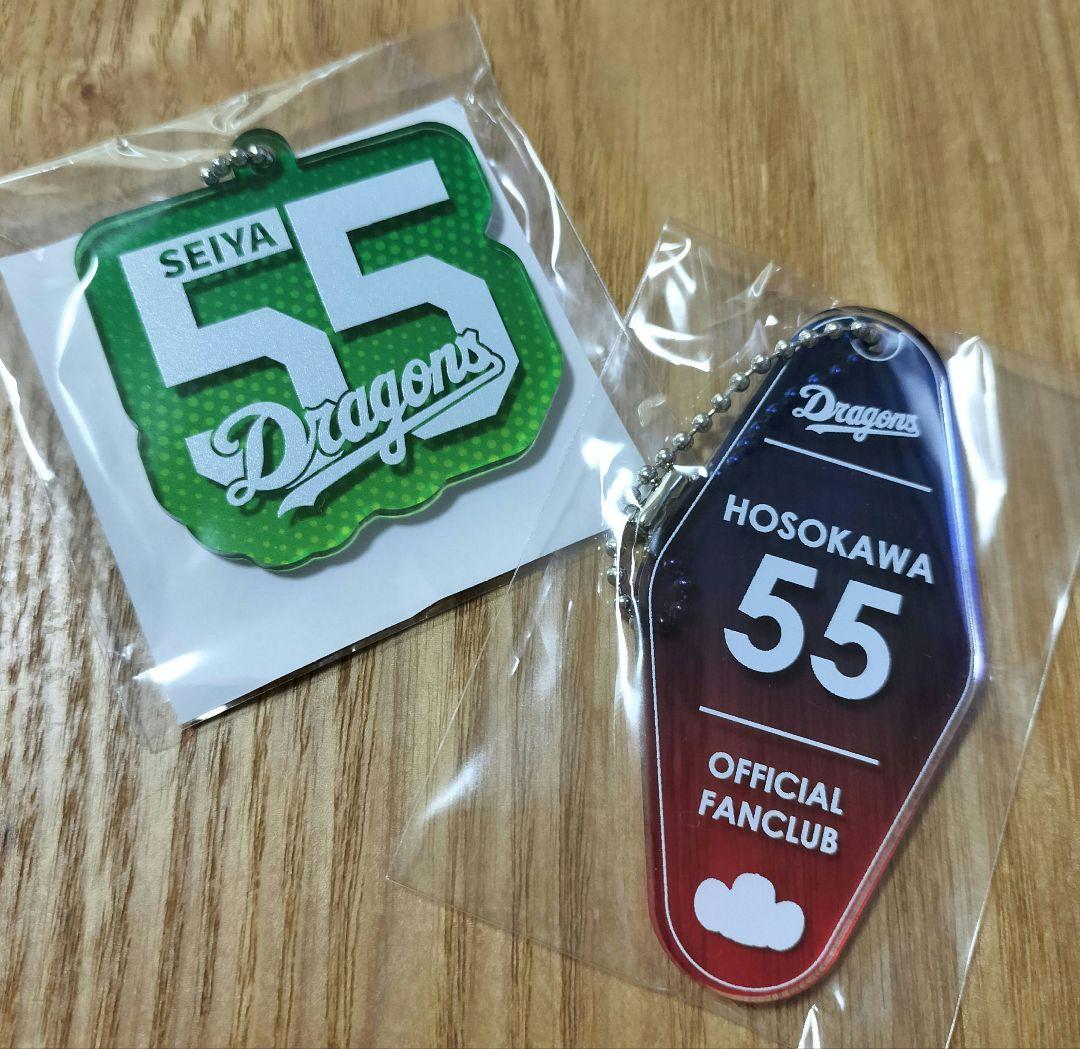 SEIYA
55
Dragons
Dragons
HOSOKAWA
55
OFFICIAL
FANCLUB